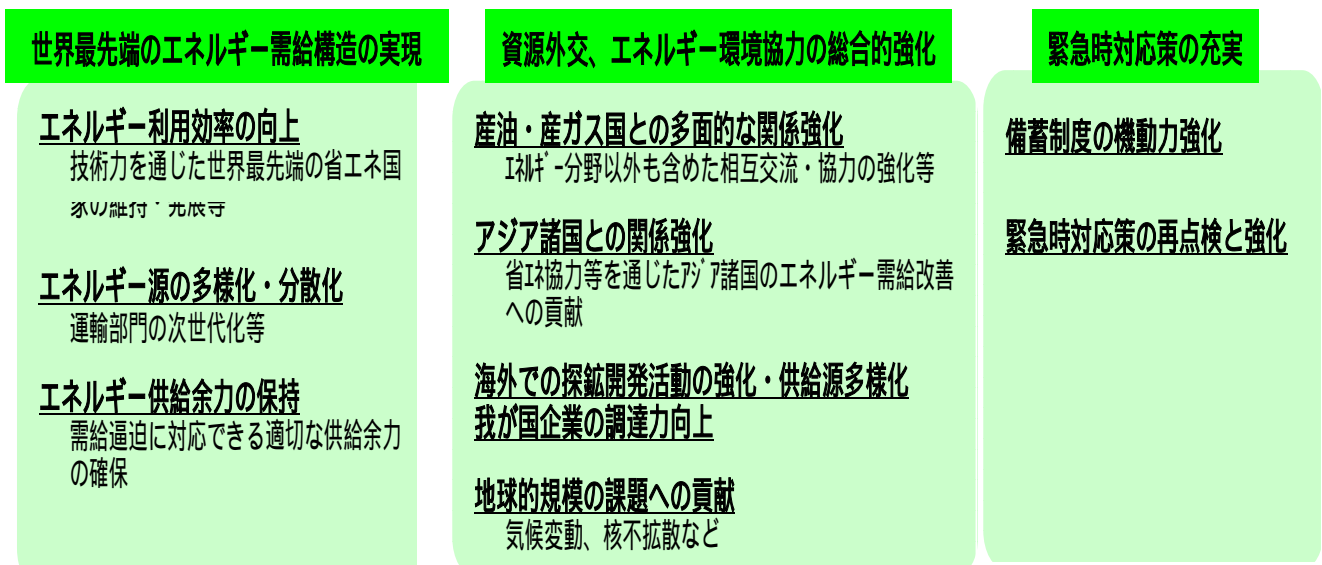 世界最先端のエネルギー需給構造の実現
エネルギー利用効率の向上
技術力を通じた世界最先端の省エネ国
家の維持・発展等
エネルギー源の多様化・分散化
運輸部門の次世代化等
エネルギー供給余力の保持
需給逼迫に対応できる適切な供給余力
の確保
資源外交、エネルギー環境協力の総合的強化
産油・産ガス国との多面的な関係強化
ｴﾈﾙｷﾞｰ分野以外も含めた相互交流・協力の強化等
アジア諸国との関係強化
省ｴﾈ協力等を通じたｱｼﾞｱ諸国のエネルギー需給改善
への貢献
海外での探鉱開発活動の強化・供給源多様化
我が国企業の調達力向上
地球的規模の課題への貢献
気候変動、核不拡散など
緊急時対応策の充実
備蓄制度の機動力強化
緊急時対応策の再点検と強化